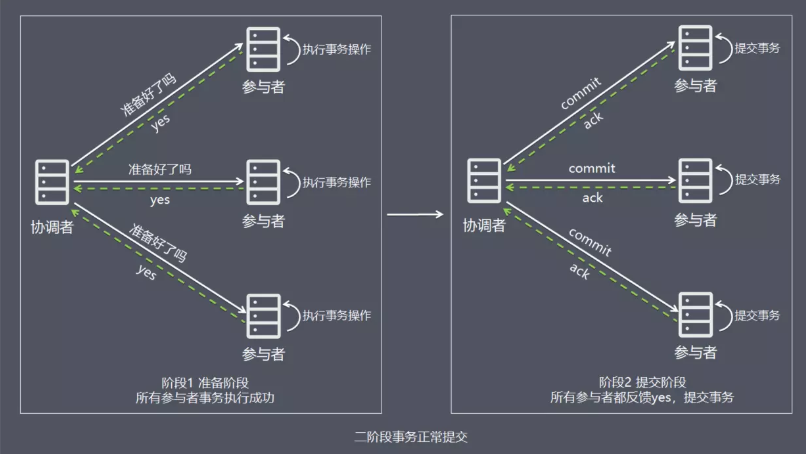 执行事务操作
参与者
准备好了吗
yes
准备好了吗
yes
执行事务操作
参与者
协调者
准备好了吗
yes
执行事务操作
参与者
阶段1 准备阶段
所有参与者事务执行成功
提交事务
参与者
commit
ack
commit
ack
提交事务
参与者
协调者
commit
ack
提交事务
参与者
阶段2 提交阶段
所有参与者都反馈yes，提交事务
二阶段事务正常提交